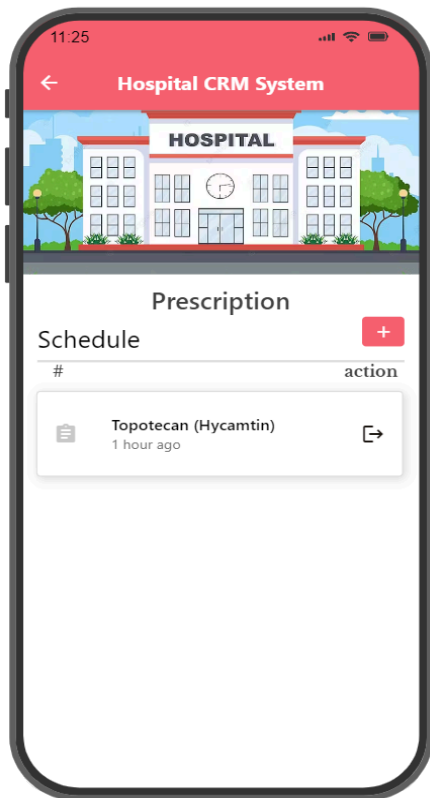 11:25
Hospital CRM System
HOSPITAL
Prescription
Schedule
+
# action
Topotecan (Hycamtin)
1 hour ago